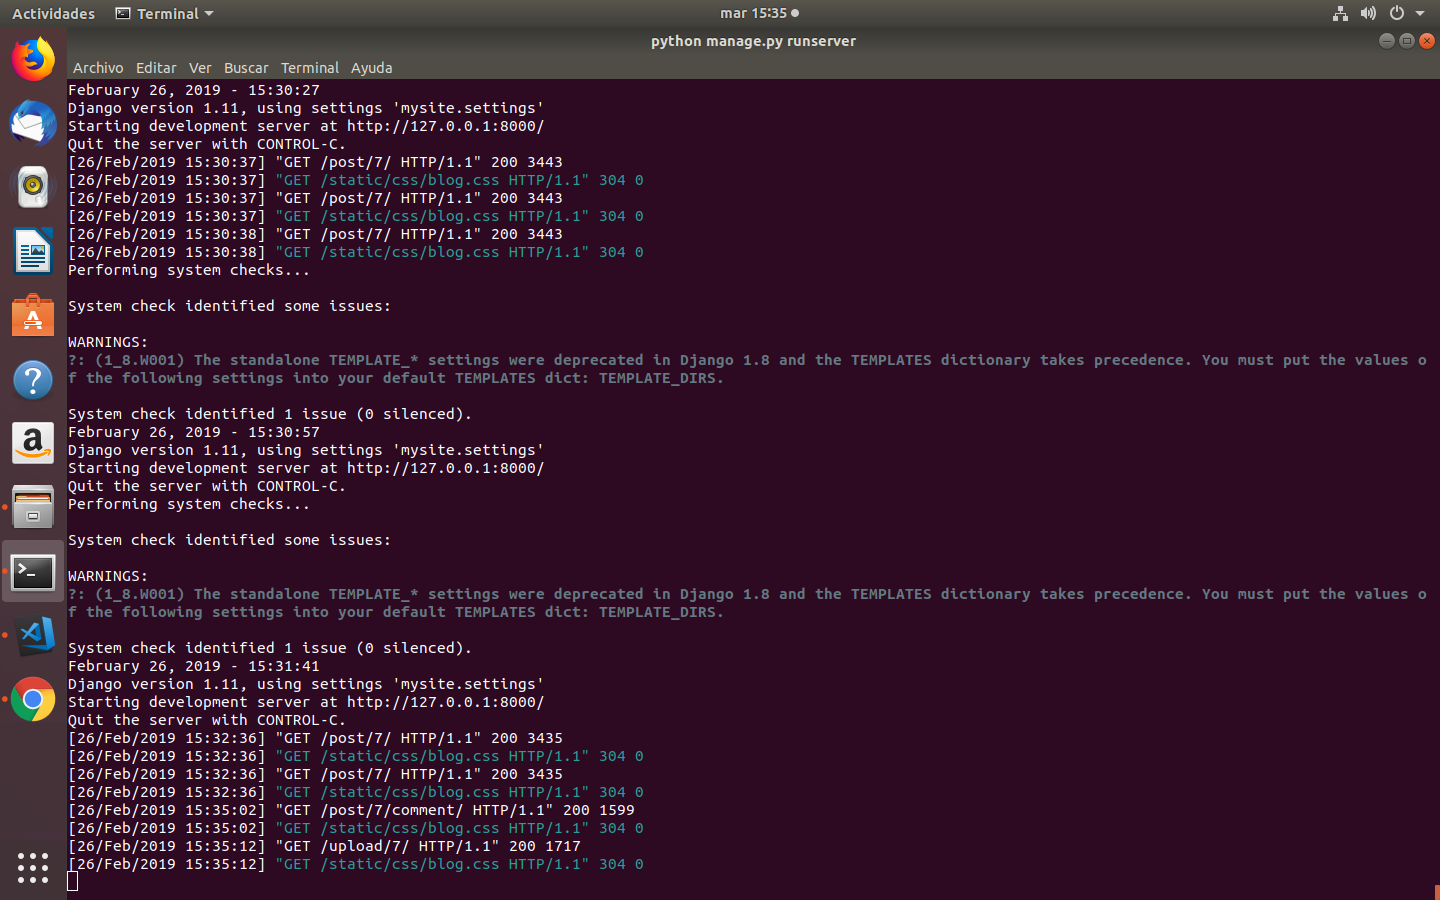 Actividades Terminal mar 15:35
python manage.py runserver
Archivo Editar Ver Buscar Terminal Ayuda
February 26, 2019 - 15:30:27
Django version 1.11, using settings 'mysite.settings'
Starting development server at http://127.0.0.1:8000/
Quit the server with CONTROL-C.
[26/Feb/2019 15:30:37] "GET /post/7/ HTTP/1.1" 200 3443
[26/Feb/2019 15:30:37] "GET /static/css/blog.css HTTP/1.1" 304 0
[26/Feb/2019 15:30:37] "GET /post/7/ HTTP/1.1" 200 3443
[26/Feb/2019 15:30:37] "GET /static/css/blog.css HTTP/1.1" 304 0
[26/Feb/2019 15:30:38] "GET /post/7/ HTTP/1.1" 200 3443
[26/Feb/2019 15:30:38] "GET /static/css/blog.css HTTP/1.1" 304 0
Performing system checks...
System check identified some issues:
WARNINGS:
?: (1_8.W001) The standalone TEMPLATE_* settings were deprecated in Django 1.8 and the TEMPLATES dictionary takes precedence. You must put the values o
f the following settings into your default TEMPLATES dict: TEMPLATE_DIRS.
System check identified 1 issue (0 silenced).
February 26, 2019 - 15:30:57
Django version 1.11, using settings 'mysite.settings'
Starting development server at http://127.0.0.1:8000/
Quit the server with CONTROL-C.
Performing system checks...
System check identified some issues:
WARNINGS:
?: (1_8.W001) The standalone TEMPLATE_* settings were deprecated in Django 1.8 and the TEMPLATES dictionary takes precedence. You must put the values o
f the following settings into your default TEMPLATES dict: TEMPLATE_DIRS.
System check identified 1 issue (0 silenced).
February 26, 2019 - 15:31:41
Django version 1.11, using settings 'mysite.settings'
Starting development server at http://127.0.0.1:8000/
Quit the server with CONTROL-C.
[26/Feb/2019 15:32:36] "GET /post/7/ HTTP/1.1" 200 3435
[26/Feb/2019 15:32:36] "GET /static/css/blog.css HTTP/1.1" 304 0
[26/Feb/2019 15:32:36] "GET /post/7/ HTTP/1.1" 200 3435
[26/Feb/2019 15:32:36] "GET /static/css/blog.css HTTP/1.1" 304 0
[26/Feb/2019 15:35:02] "GET /post/7/comment/ HTTP/1.1" 200 1599
[26/Feb/2019 15:35:02] "GET /static/css/blog.css HTTP/1.1" 304 0
[26/Feb/2019 15:35:12] "GET /upload/7/ HTTP/1.1" 200 1717
[26/Feb/2019 15:35:12] "GET /static/css/blog.css HTTP/1.1" 304 0